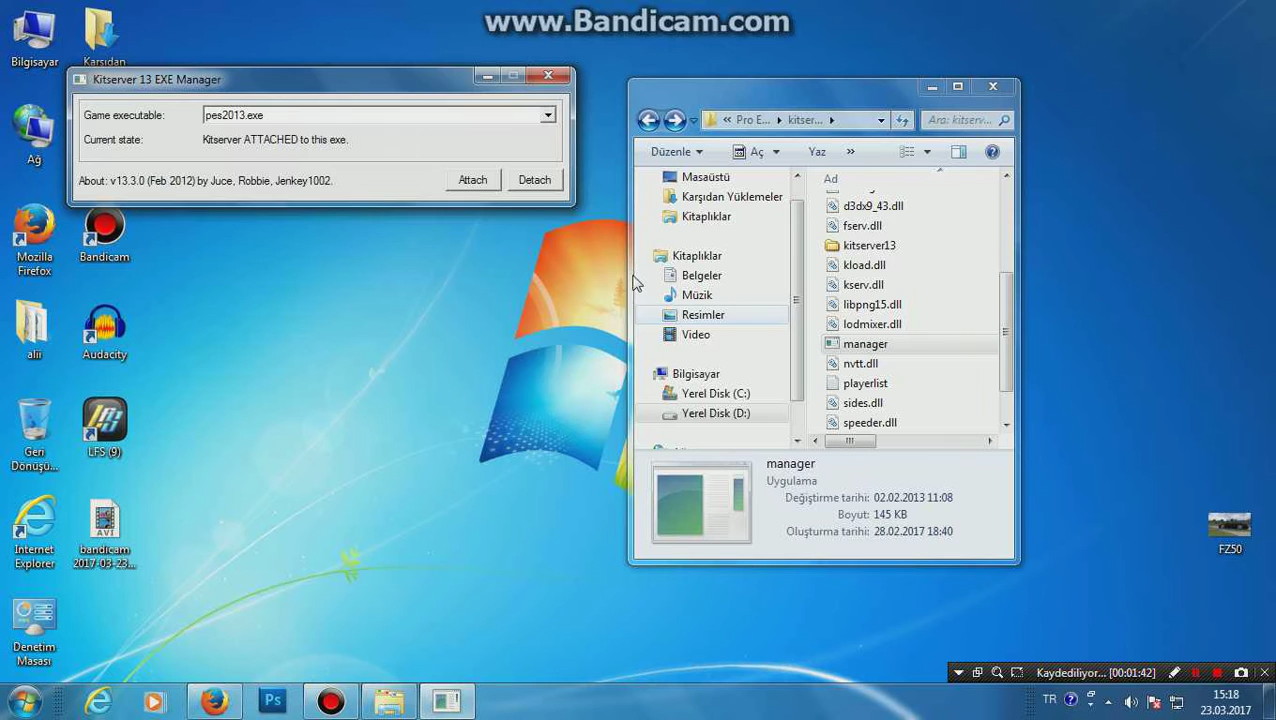 www.Bandicam.com
Bilgisayar
Karşıdan
Kitserver 13 EXE Manager
Game executable:
pes2013.exe
Current state:
Kitserver ATTACHED to this exe.
About: v13.3.0 (Feb 2012) by Juce, Robbie, Jenkey1002.
Attach
Detach
Ağ
Mozilla
Firefox
Bandicam
alii
Audacity
Geri
Dönüşü...
LFS (9)
Internet
Explorer
bandicam
2017-03-23...
Denetim
Masası
« Pro E... ▸ kitser... ▸
Ara: kitserv...
Düzenle
Aç
Yaz
»
Masaüstü
Karşıdan Yüklemeler
Kitaplıklar
Kitaplıklar
Belgeler
Müzik
Resimler
Video
Bilgisayar
Yerel Disk (C:)
Yerel Disk (D:)
Ad
d3dx9_43.dll
fserv.dll
kitserver13
kload.dll
kserv.dll
libpng15.dll
lodmixer.dll
manager
nvtt.dll
playerlist
sides.dll
speeder.dll
manager
Uygulama
Değiştirme tarihi: 02.02.2013 11:08
Boyut: 145 KB
Oluşturma tarihi: 28.02.2017 18:40
FZ50
Kaydediliyor... [00:01:42]
Ps
TR
15:18
23.03.2017